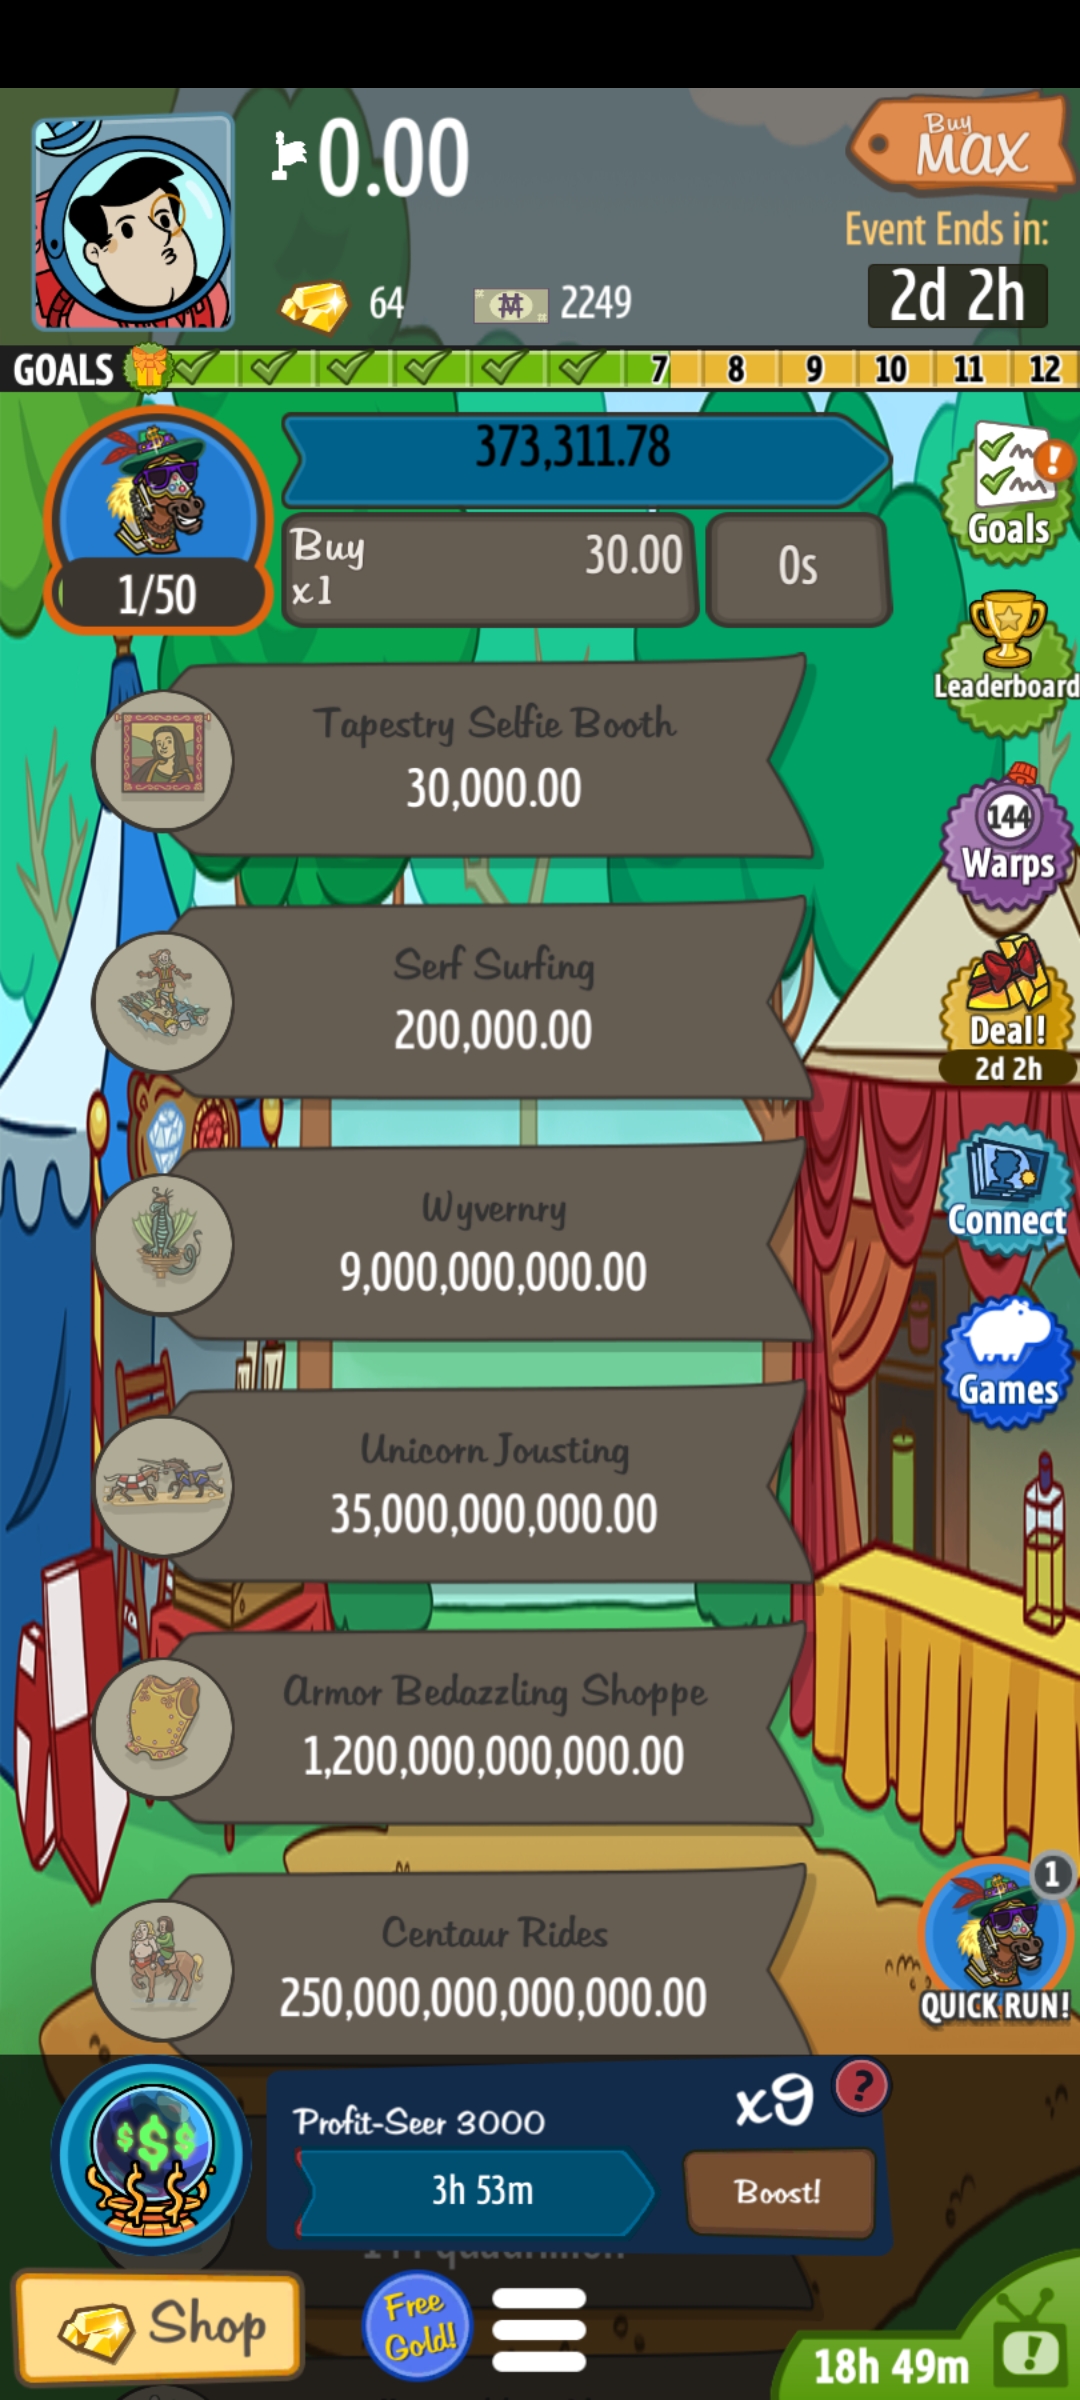 0.00
Buy
MAX
Event Ends in:
64
2249
2d 2h
GOALS
7 8 9 10 11 12
373,311.78
Buy
x1
30.00
0s
1/50
Goals
Tapestry Selfie Booth
30,000.00
Leaderboard
144
Warps
Serf Surfing
200,000.00
Deal!
2d 2h
Wyvernry
9,000,000,000.00
Connect
Games
Unicorn Jousting
35,000,000,000.00
Armor Bedazzling Shoppe
1,200,000,000,000.00
Centaur Rides
250,000,000,000,000.00
1
QUICK RUN!
Profit-Seer 3000
x9
?
3h 53m
Boost!
$$$
Shop
Free
Gold!
18h 49m
!